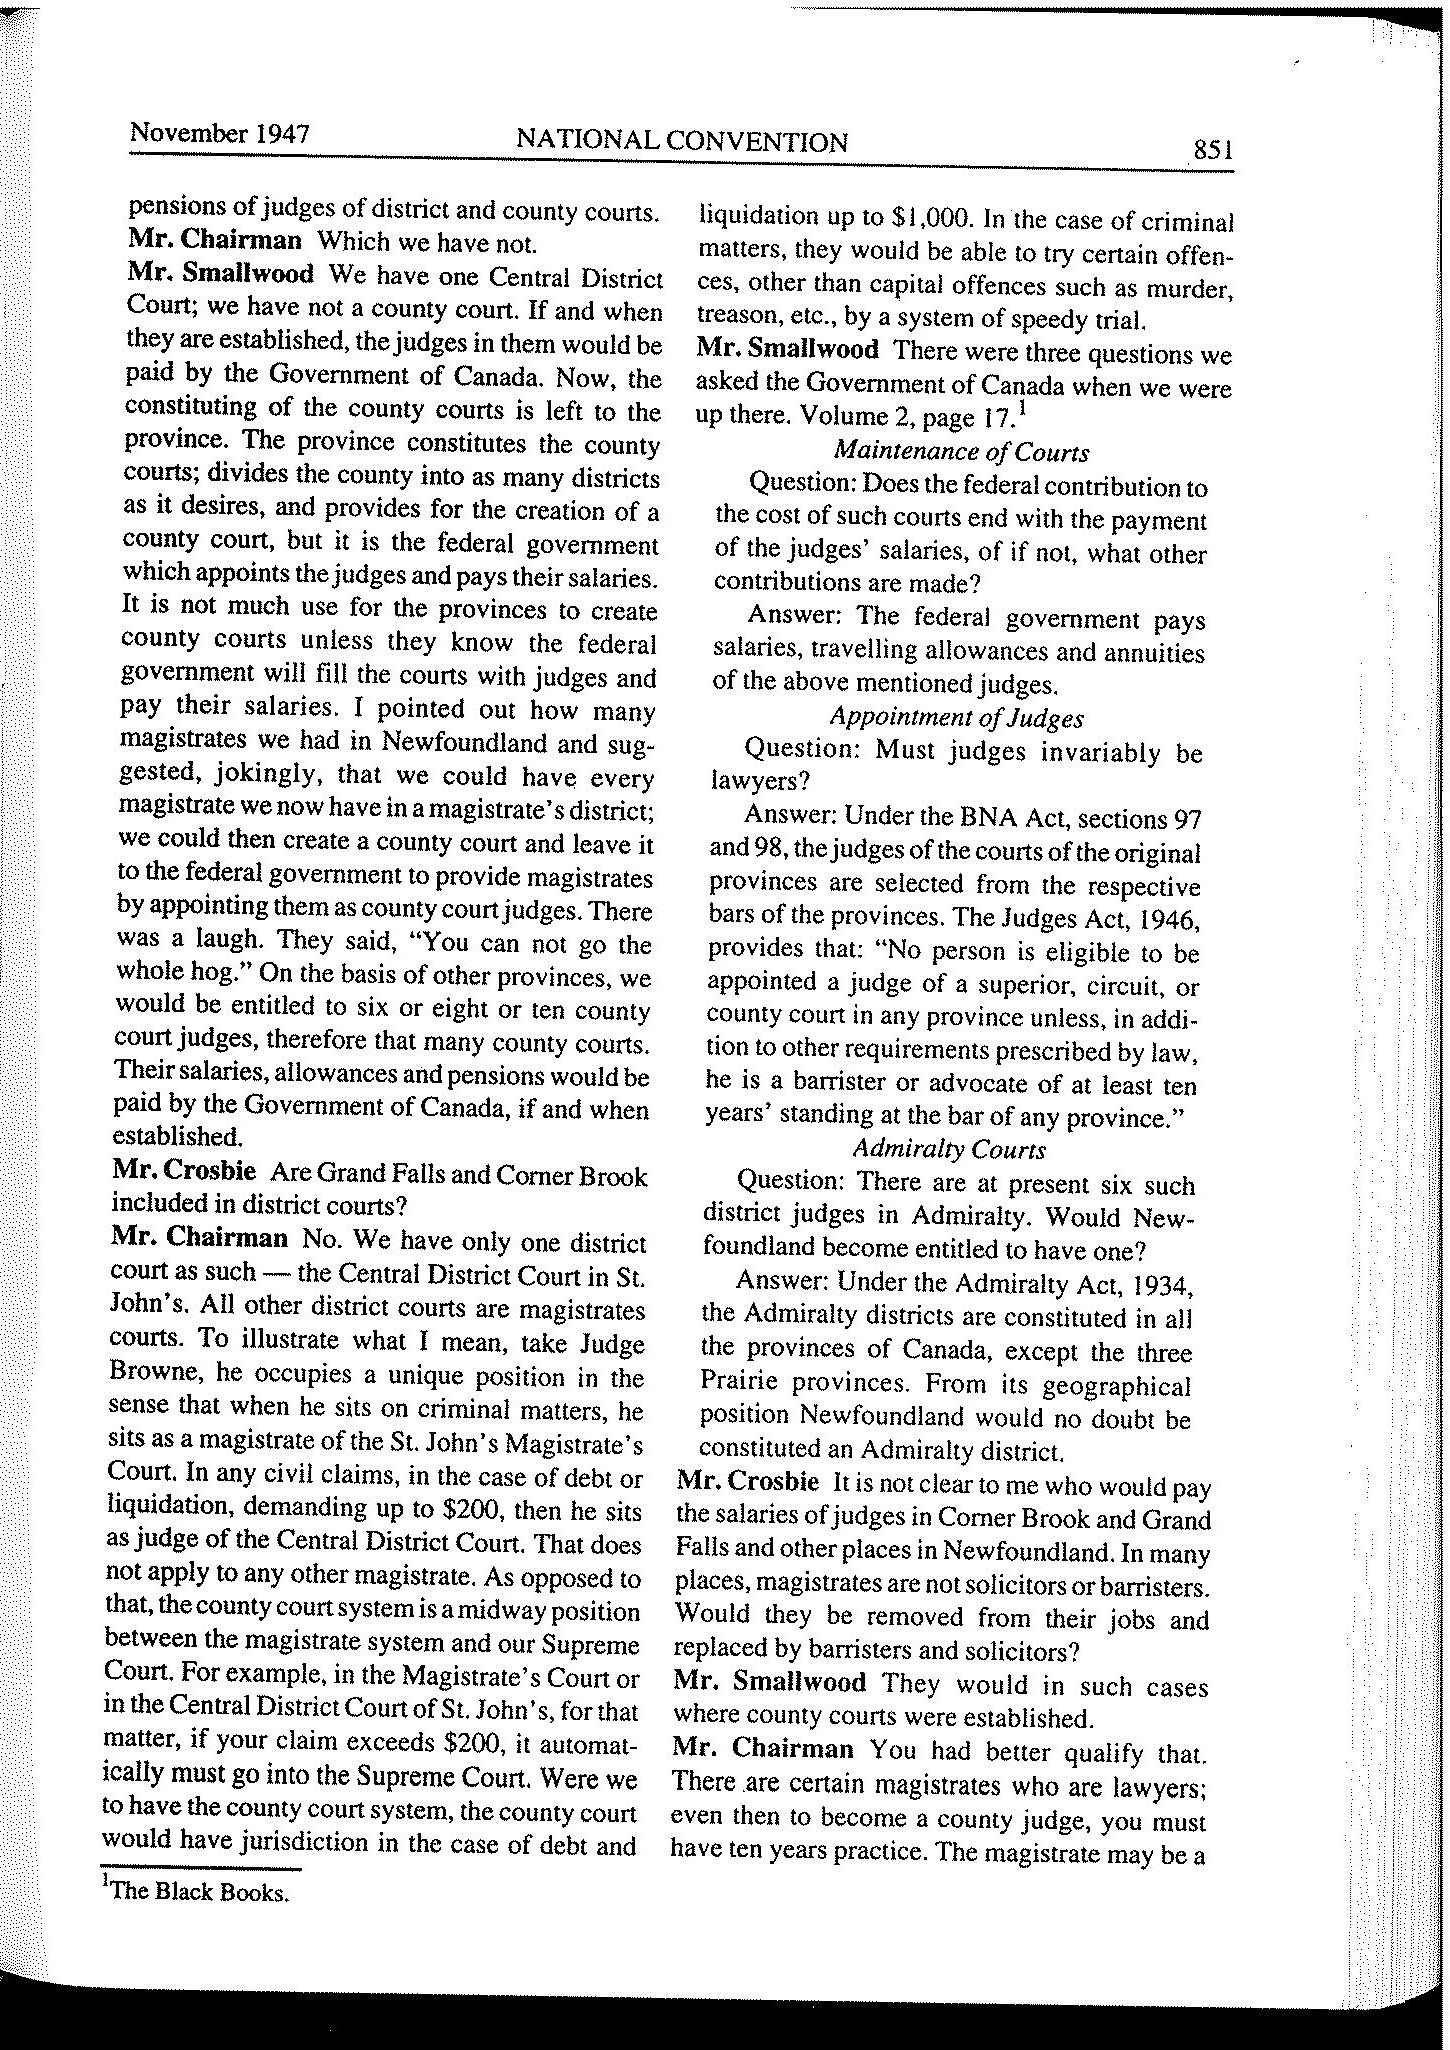 November 1947 NATIONAL CONVENTION 851
pensions of judges of district and county courts.
Mr. Chairman Which we have not.
Mr. Smallwood We have one Central District
Court; we have not a county court. If and when
they are established, the judges in them would be
paid by the Government of Canada. Now, the
constituting of the county courts is left to the
province. The province constitutes the county
courts; divides the county into as many districts
as it desires, and provides for the creation of a
county court, but it is the federal government
which appoints the judges and pays their salaries.
It is not much use for the provinces to create
county courts unless they know the federal
government will fill the courts with judges and
pay their salaries. I pointed out how many
magistrates we had in Newfoundland and sug-
gested, jokingly, that we could have every
magistrate we now have in a magistrate's district;
we could then create a county court and leave it
to the federal government to provide magistrates
by appointing them as county court judges. There
was a laugh. They said, "You can not go the
whole hog." On the basis of other provinces, we
would be entitled to six or eight or ten county
court judges, therefore that many county courts.
Their salaries, allowances and pensions would be
paid by the Government of Canada, if and when
established.
Mr. Crosbie Are Grand Falls and Corner Brook
included in district courts?
Mr. Chairman No. We have only one district
court as such — the Central District Court in St.
John's. All other district courts are magistrates
courts. To illustrate what I mean, take Judge
Browne, he occupies a unique position in the
sense that when he sits on criminal matters, he
sits as a magistrate of the St. John's Magistrate's
Court. In any civil claims, in the case of debt or
liquidation, demanding up to $200, then he sits
as judge of the Central District Court. That does
not apply to any other magistrate. As opposed to
that, the county court system is a midway position
between the magistrate system and our Supreme
Court. For example, in the Magistrate's Court or
in the Central District Court of St. John's, for that
matter, if your claim exceeds $200, it automat-
ically must go into the Supreme Court. Were we
to have the county court system, the county court
would have jurisdiction in the case of debt and
liquidation up to $1,000. In the case of criminal
matters, they would be able to try certain offen-
ces, other than capital offences such as murder,
treason, etc., by a system of speedy trial.
Mr. Smallwood There were three questions we
asked the Government of Canada when we were
up there. Volume 2, page 17.¹
Maintenance of Courts
Question: Does the federal contribution to
the cost of such courts end with the payment
of the judges' salaries, of if not, what other
contributions are made?
Answer: The federal government pays
salaries, travelling allowances and annuities
of the above mentioned judges.
Appointment of Judges
Question: Must judges invariably be
lawyers?
Answer: Under the BNA Act, sections 97
and 98, the judges of the courts of the original
provinces are selected from the respective
bars of the provinces. The Judges Act, 1946,
provides that: "No person is eligible to be
appointed a judge of a superior, circuit, or
county court in any province unless, in addi-
tion to other requirements prescribed by law,
he is a barrister or advocate of at least ten
years' standing at the bar of any province."
Admiralty Courts
Question: There are at present six such
district judges in Admiralty. Would New-
foundland become entitled to have one?
Answer: Under the Admiralty Act, 1934,
the Admiralty districts are constituted in all
the provinces of Canada, except the three
Prairie provinces. From its geographical
position Newfoundland would no doubt be
constituted an Admiralty district.
Mr. Crosbie It is not clear to me who would pay
the salaries of judges in Corner Brook and Grand
Falls and other places in Newfoundland. In many
places, magistrates are not solicitors or barristers.
Would they be removed from their jobs and
replaced by barristers and solicitors?
Mr. Smallwood They would in such cases
where county courts were established.
Mr. Chairman You had better qualify that.
There are certain magistrates who are lawyers;
even then to become a county judge, you must
have ten years practice. The magistrate may be a
¹The Black Books.